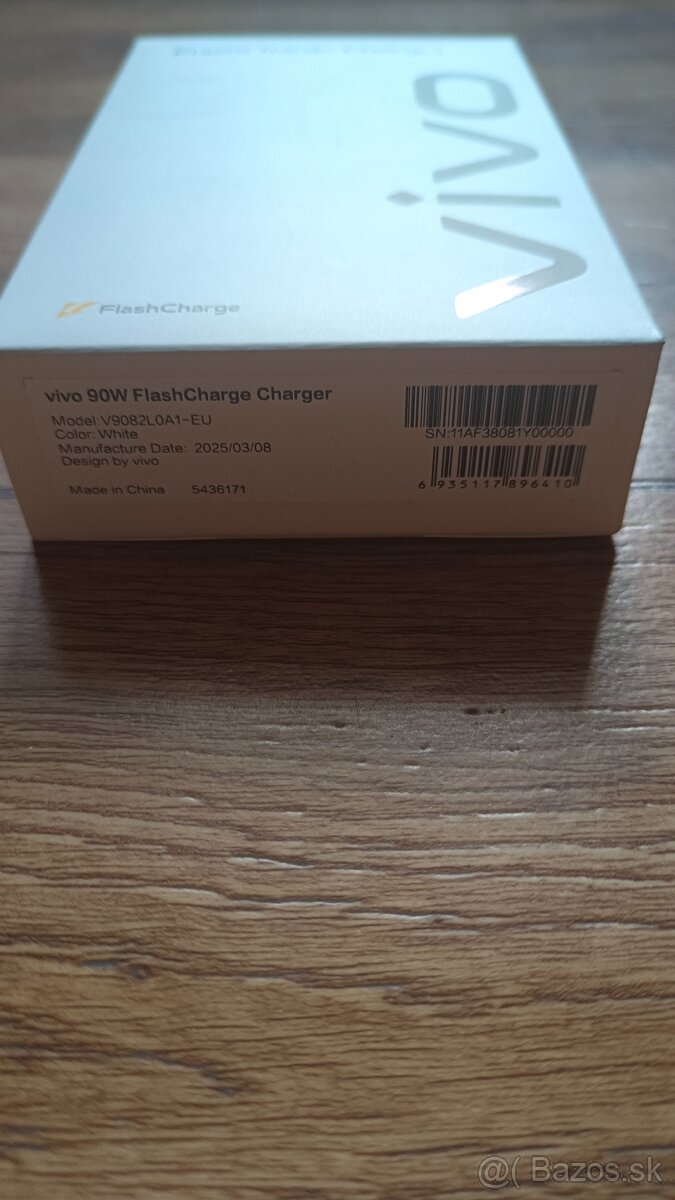 vivo
FlashCharge
vivo 90W FlashCharge Charger
Model:V9082L0A1-EU
Color: White
Manufacture Date: 2025/03/08
Design by vivo
Made in China 5436171
SN:11AF38081Y00000
6 935117 896410
@( Bazos.sk